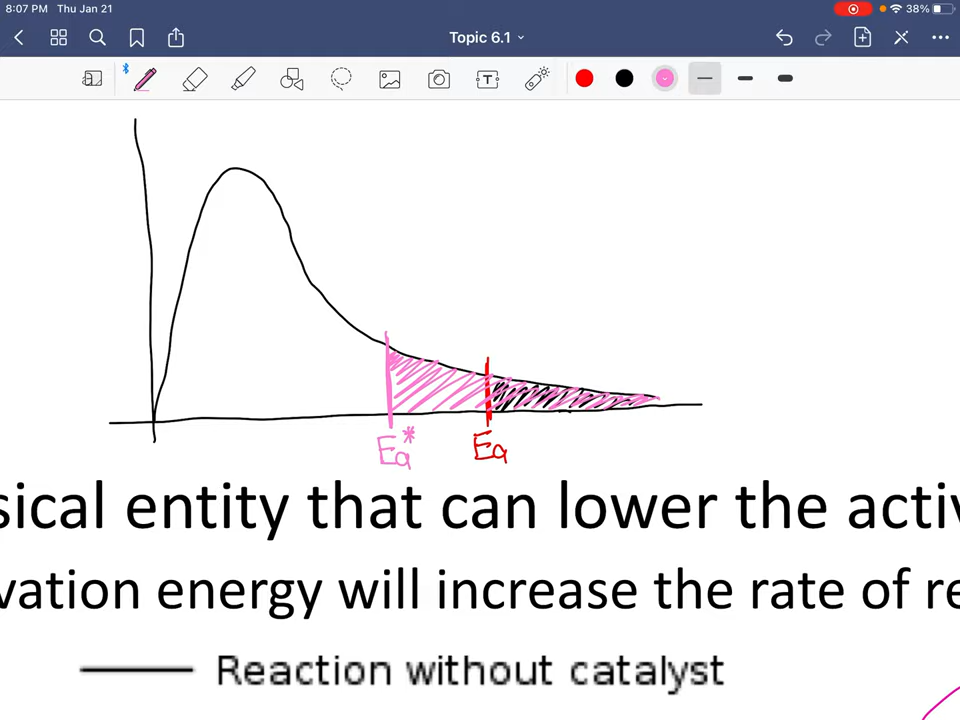 8:07 PM Thu Jan 21
38%
Topic 6.1
T
Ea* Ea
sical entity that can lower the activ
vation energy will increase the rate of re
Reaction without catalyst